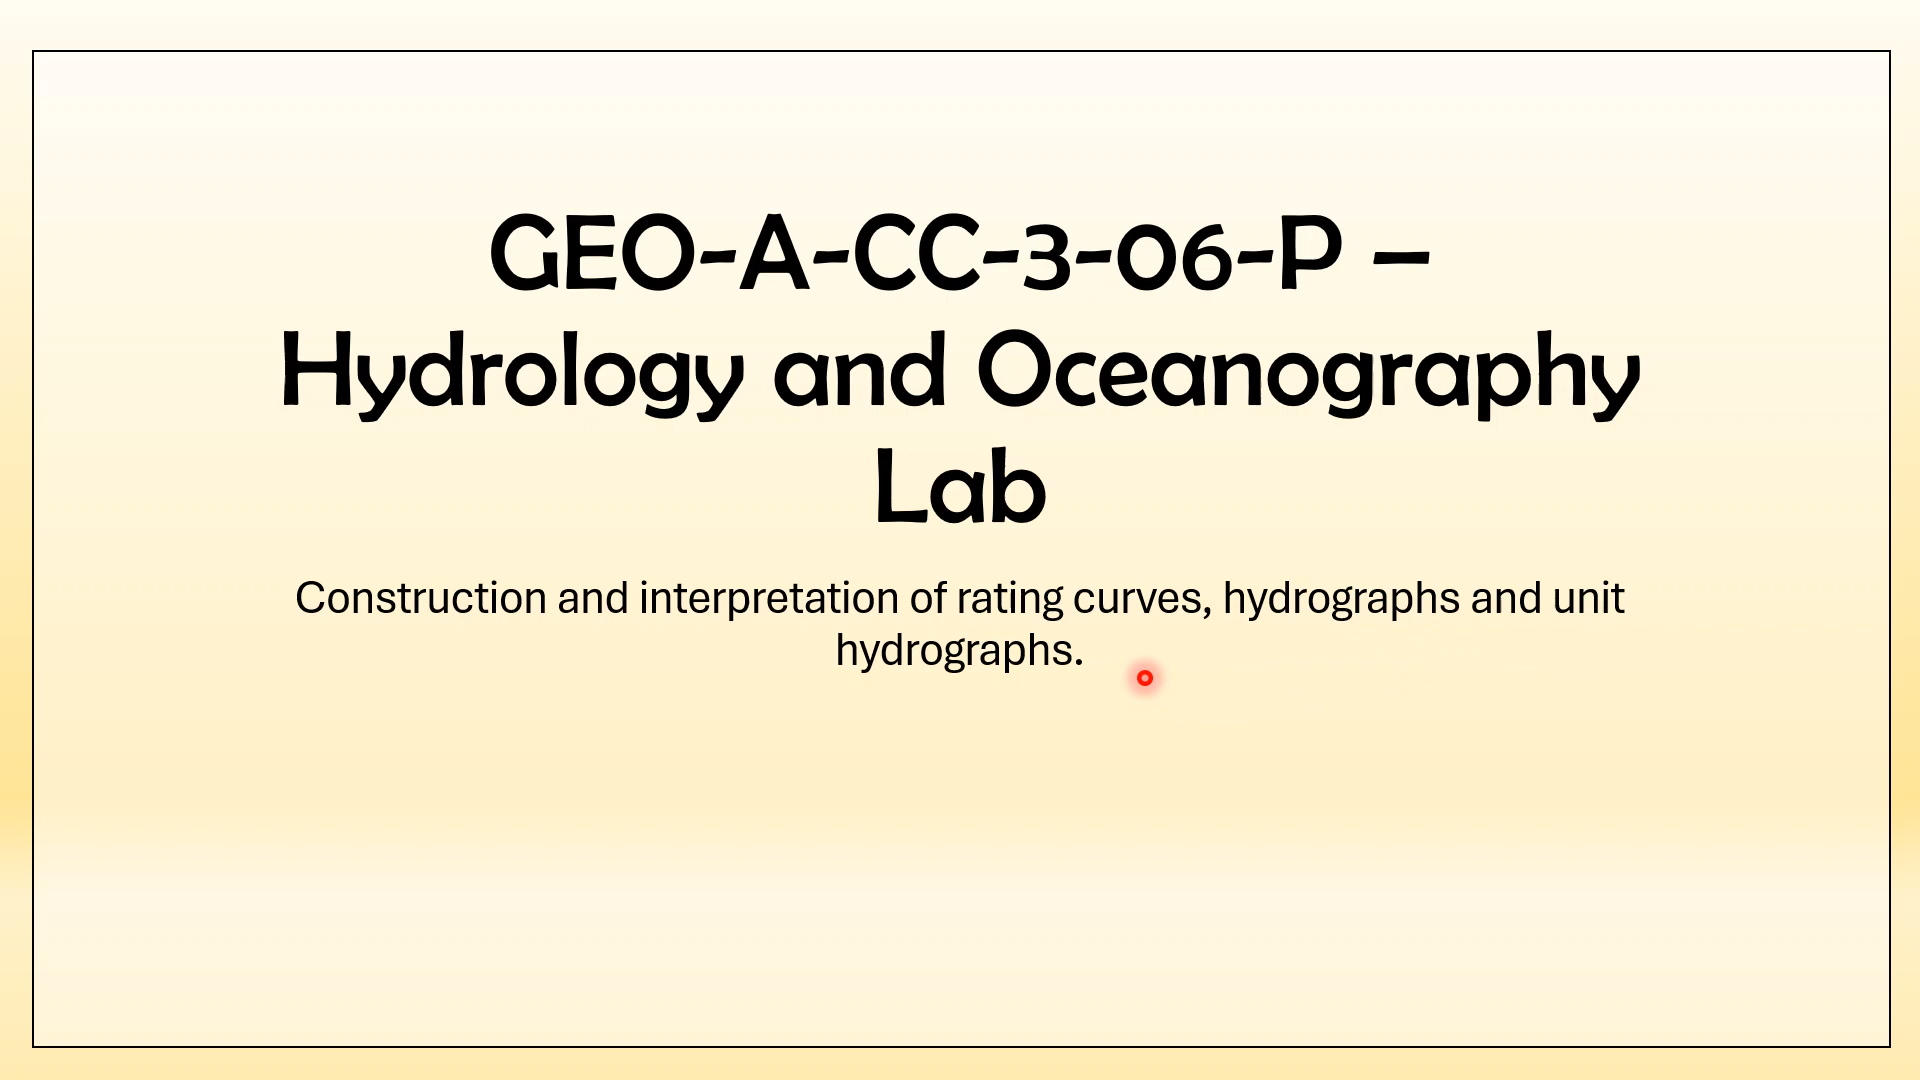 GEO-A-CC-3-06-P –
Hydrology and Oceanography
Lab
Construction and interpretation of rating curves, hydrographs and unit
hydrographs.